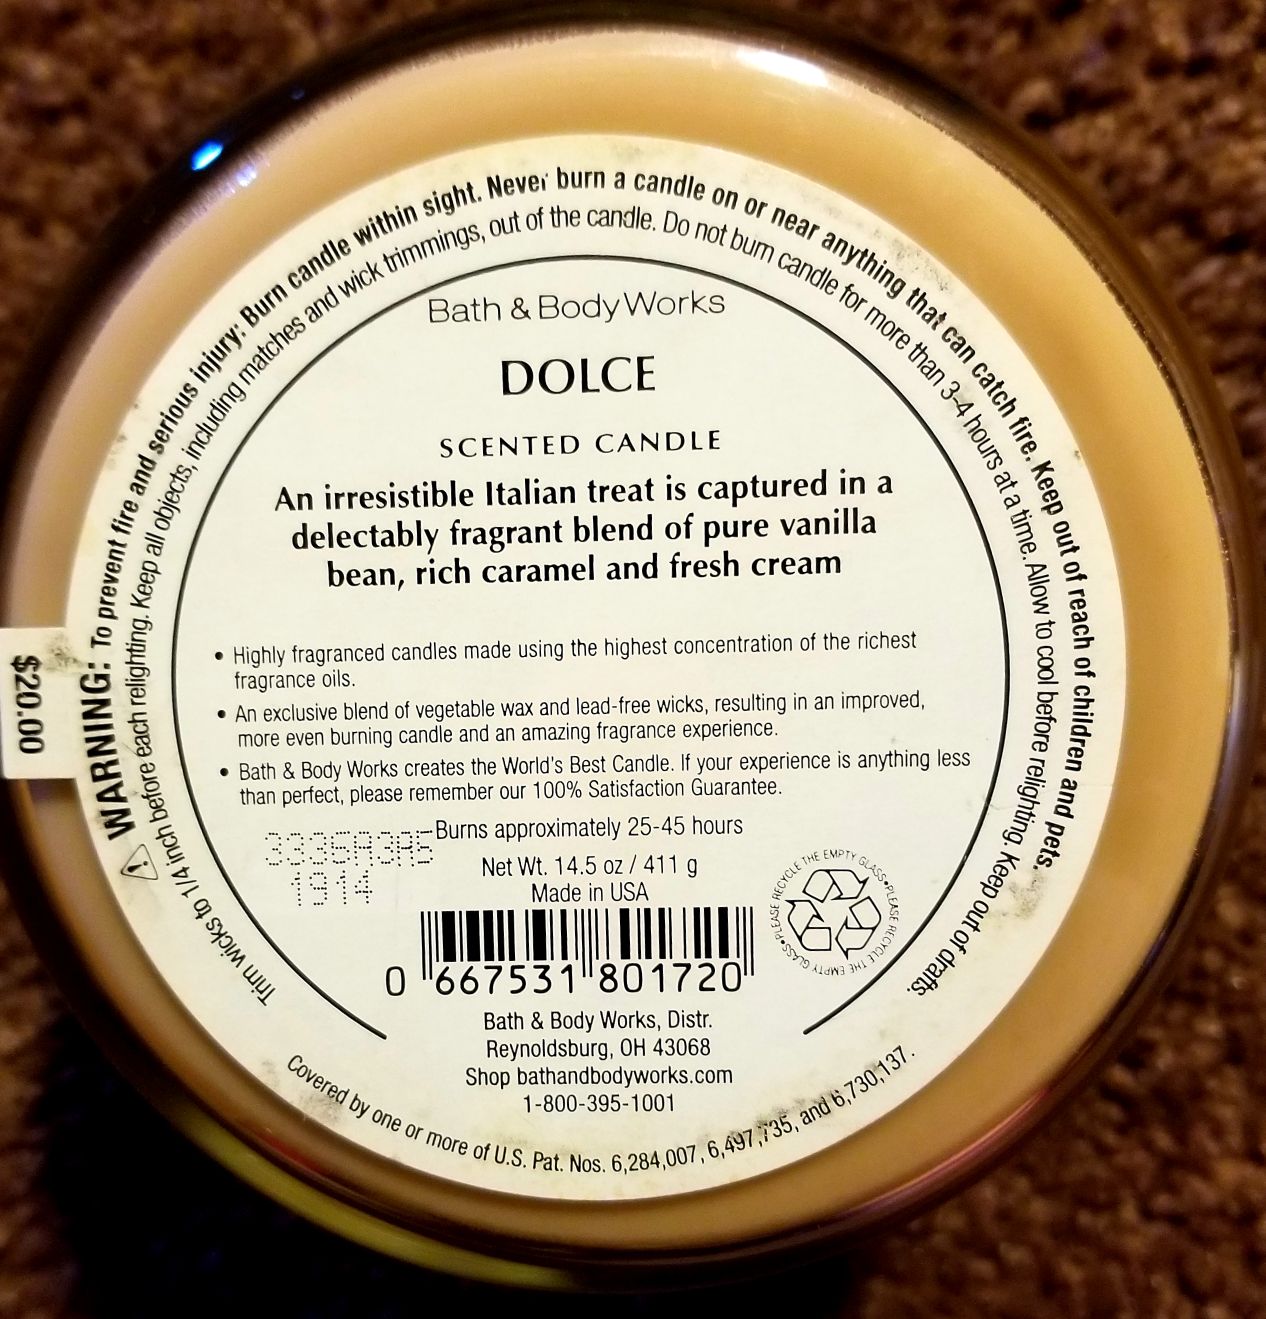 WARNING: To prevent fire and serious injury: Burn candle within sight. Never burn a candle on or near anything that can catch fire. Keep out of reach of children and pets.
Trim wicks to 1/4 inch before each relighting. Keep all objects, including matches and wick trimmings, out of the candle. Do not burn candle for more than 3-4 hours at a time. Allow to cool before relighting. Keep out of drafts.
$20.00
Bath & Body Works
DOLCE
SCENTED CANDLE
An irresistible Italian treat is captured in a
delectably fragrant blend of pure vanilla
bean, rich caramel and fresh cream
• Highly fragranced candles made using the highest concentration of the richest
fragrance oils.
• An exclusive blend of vegetable wax and lead-free wicks, resulting in an improved,
more even burning candle and an amazing fragrance experience.
• Bath & Body Works creates the World's Best Candle. If your experience is anything less
than perfect, please remember our 100% Satisfaction Guarantee.
Burns approximately 25-45 hours
1914
Net Wt. 14.5 oz / 411 g
Made in USA
PLEASE RECYCLE THE EMPTY GLASS•PLEASE RECYCLE THE EMPTY GLASS•
0 667531 801720
Bath & Body Works, Distr.
Reynoldsburg, OH 43068
Shop bathandbodyworks.com
1-800-395-1001
Covered by one or more of U.S. Pat. Nos. 6,284,007, 6,497,735, and 6,730,137.